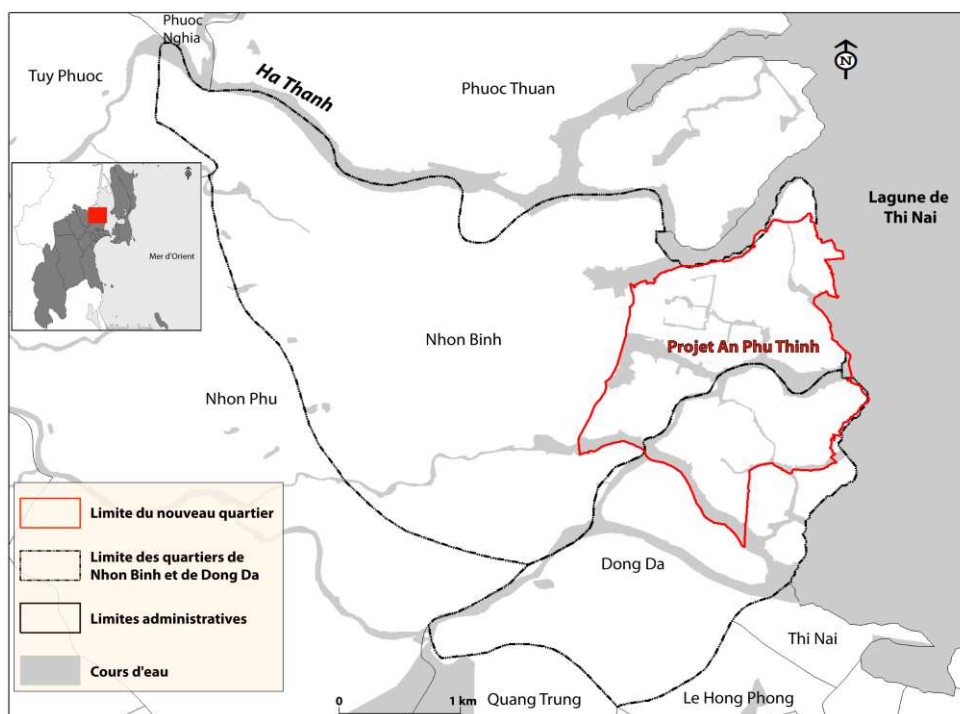 Phuoc
Nghia
Tuy Phuoc
Ha Thanh
Phuoc Thuan
N
Lagune de
Thi Nai
Mer d'Orient
Nhon Binh
Projet An Phu Thinh
Nhon Phu
Limite du nouveau quartier
Limite des quartiers de
Nhon Binh et de Dong Da
Limites administratives
Cours d'eau
Dong Da
Thi Nai
0 1 km
Quang Trung
Le Hong Phong